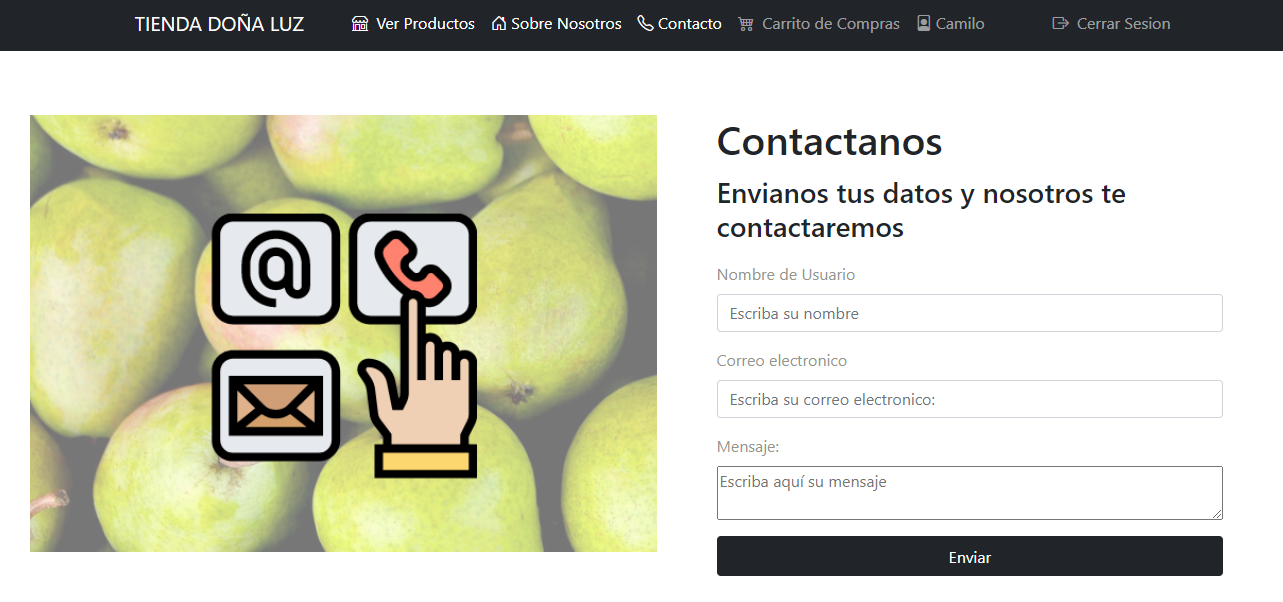 TIENDA DOÑA LUZ Ver Productos Sobre Nosotros Contacto Carrito de Compras Camilo Cerrar Sesion
Contactanos
Envianos tus datos y nosotros te
contactaremos
Nombre de Usuario
Escriba su nombre
Correo electronico
Escriba su correo electronico:
Mensaje:
Escriba aquí su mensaje
Enviar